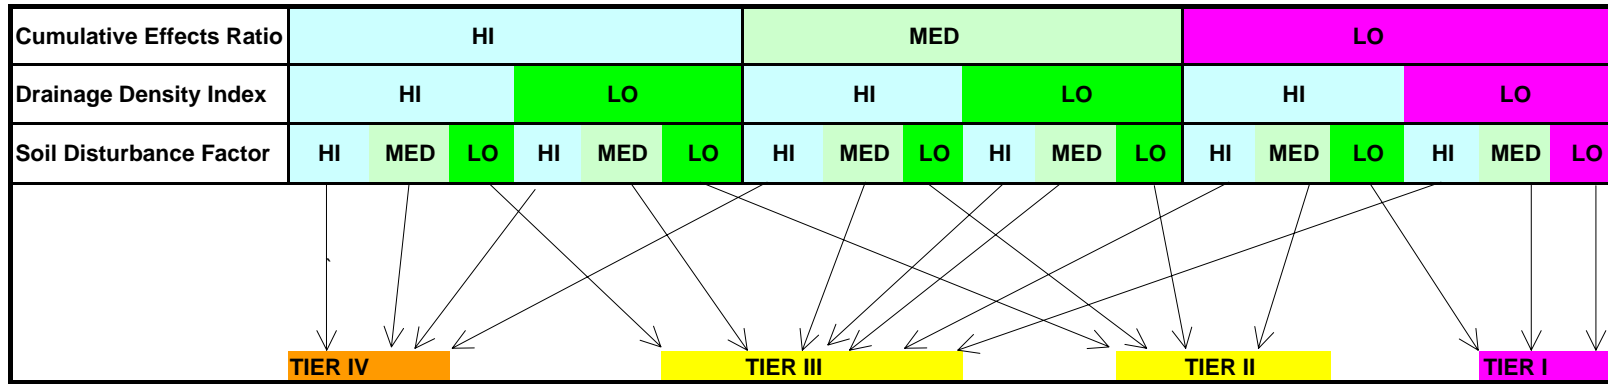 Cumulative Effects Ratio HI MED LO
Drainage Density Index HI LO HI LO HI LO
Soil Disturbance Factor HI MED LO HI MED LO HI MED LO HI MED LO HI MED LO HI MED LO
TIER IV TIER III TIER II TIER I